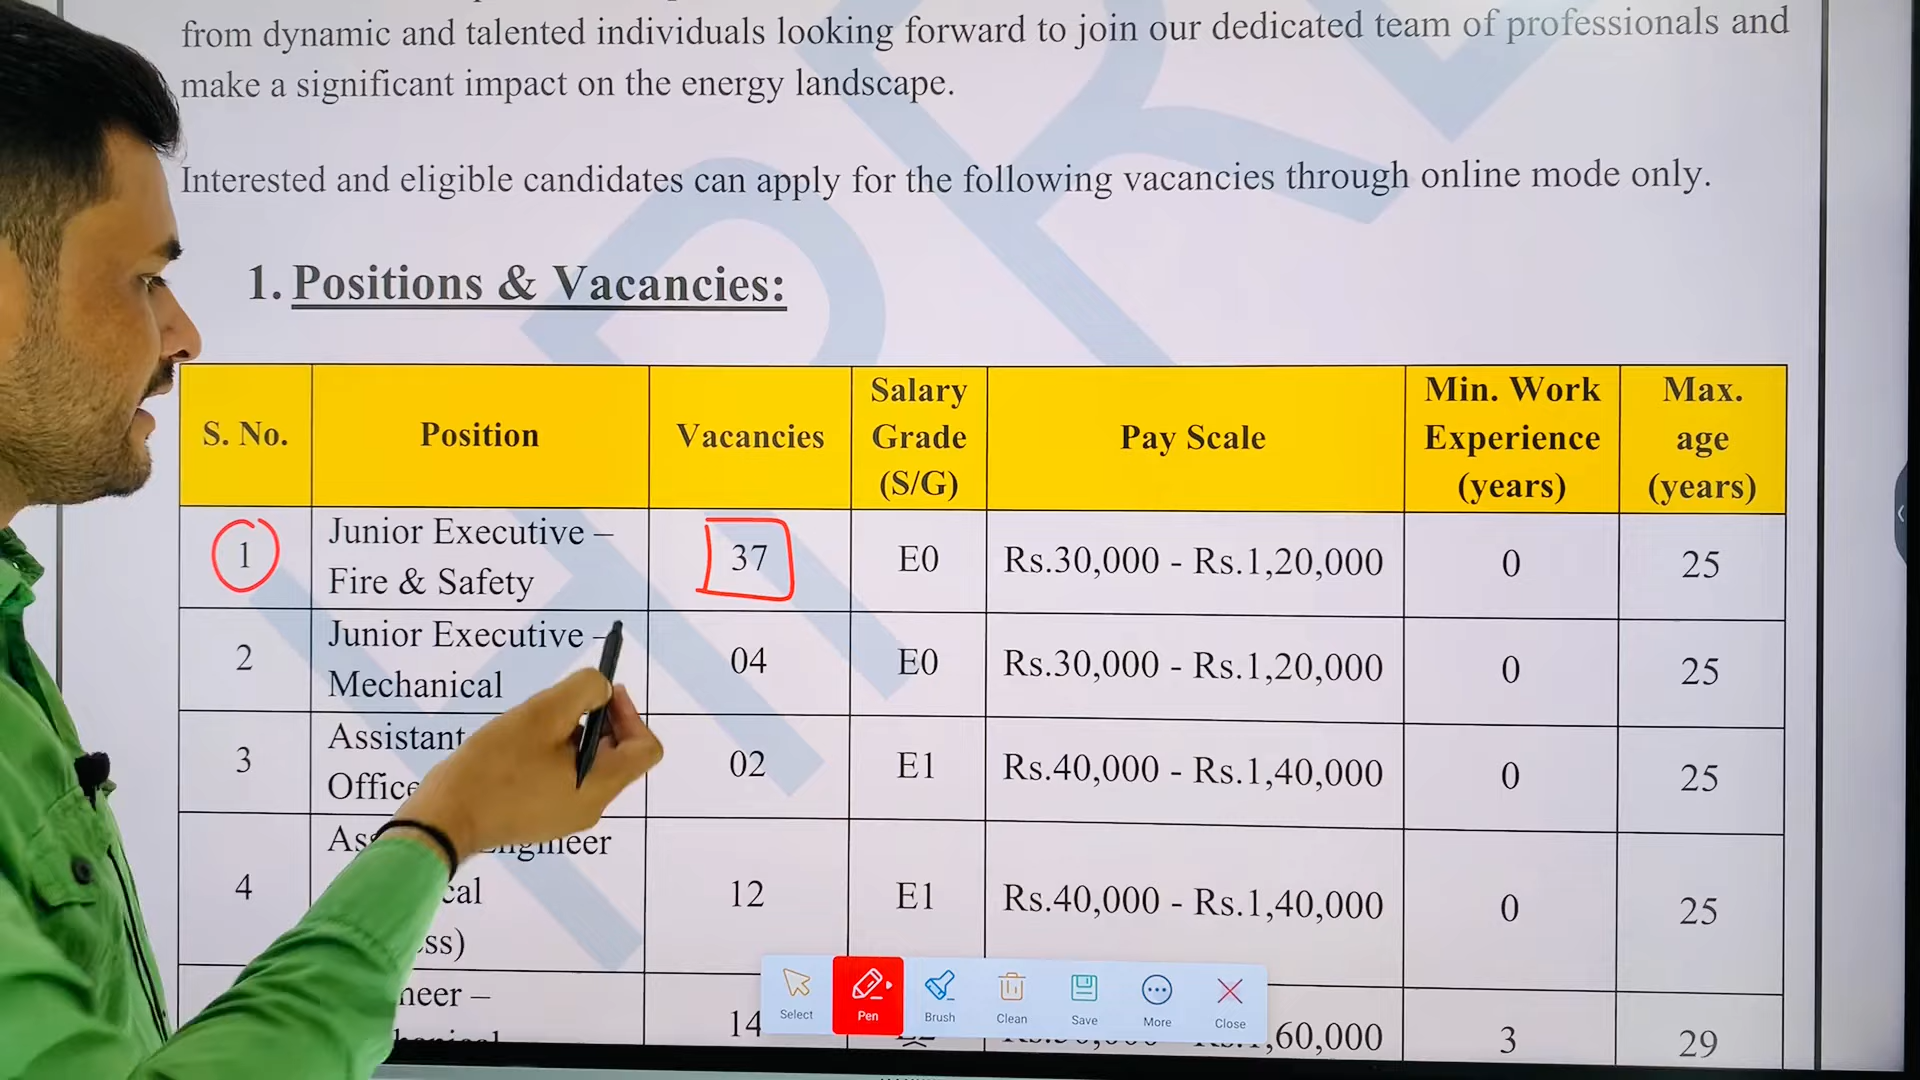 from dynamic and talented individuals looking forward to join our dedicated team of professionals and
make a significant impact on the energy landscape.
Interested and eligible candidates can apply for the following vacancies through online mode only.
1. Positions & Vacancies:
S. No.
Position
Vacancies
Salary
Grade
(S/G)
Pay Scale
Min. Work
Experience
(years)
Max.
age
(years)
1
Junior Executive –
Fire & Safety
37
E0
Rs.30,000 - Rs.1,20,000
0
25
2
Junior Executive –
Mechanical
04
E0
Rs.30,000 - Rs.1,20,000
0
25
3
Assistant
02
E1
Rs.40,000 - Rs.1,40,000
0
25
4
12
E1
Rs.40,000 - Rs.1,40,000
0
25
14
3
29
Select
Pen
Brush
Clean
Save
More
Close